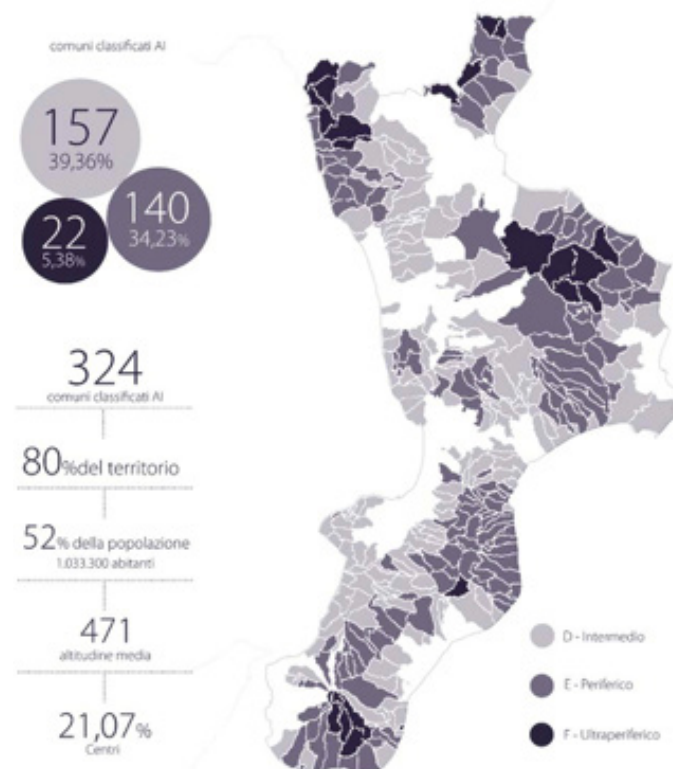 comuni classificati AI
157
39,36%
140
34,23%
22
5,38%
324
comuni classificati AI
80%del territorio
52% della popolazione
1.033.300 abitanti
471
altitudine media
21,07%
Centri
D - Intermedio
E - Periferico
F - Ultraperiferico